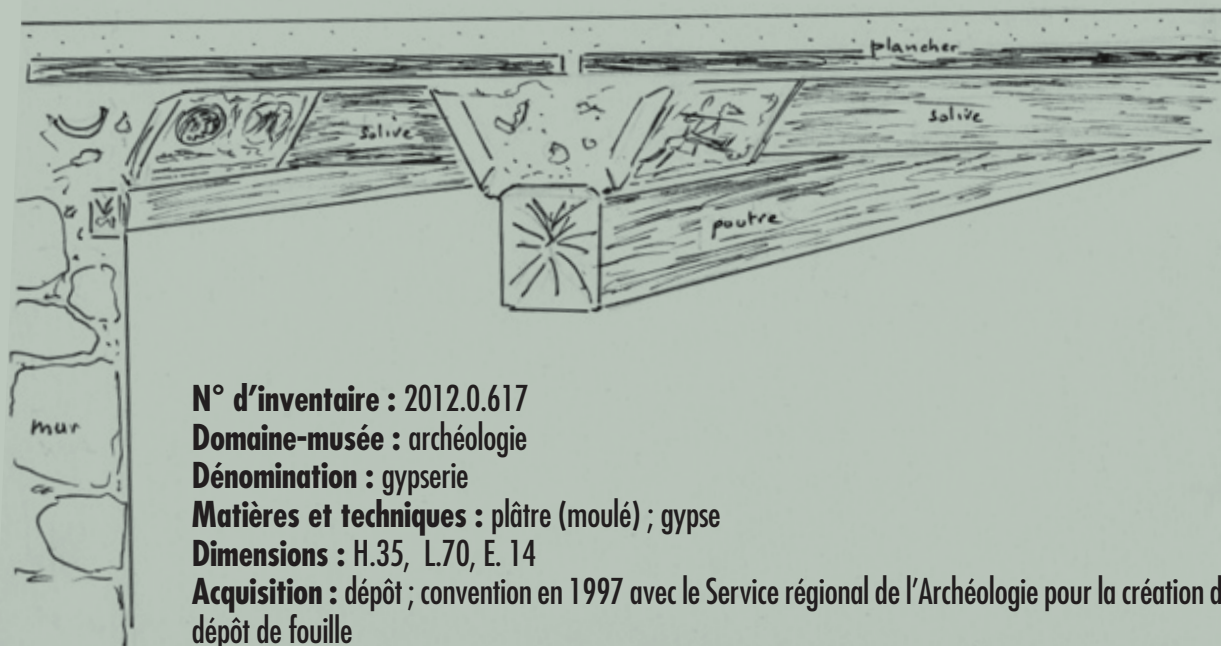 plancher
solive
solive
poutre
mur
N° d'inventaire : 2012.0.617
Domaine-musée : archéologie
Dénomination : gypserie
Matières et techniques : plâtre (moulé) ; gypse
Dimensions : H.35, L.70, E. 14
Acquisition : dépôt ; convention en 1997 avec le Service régional de l'Archéologie pour la création d
dépôt de fouille